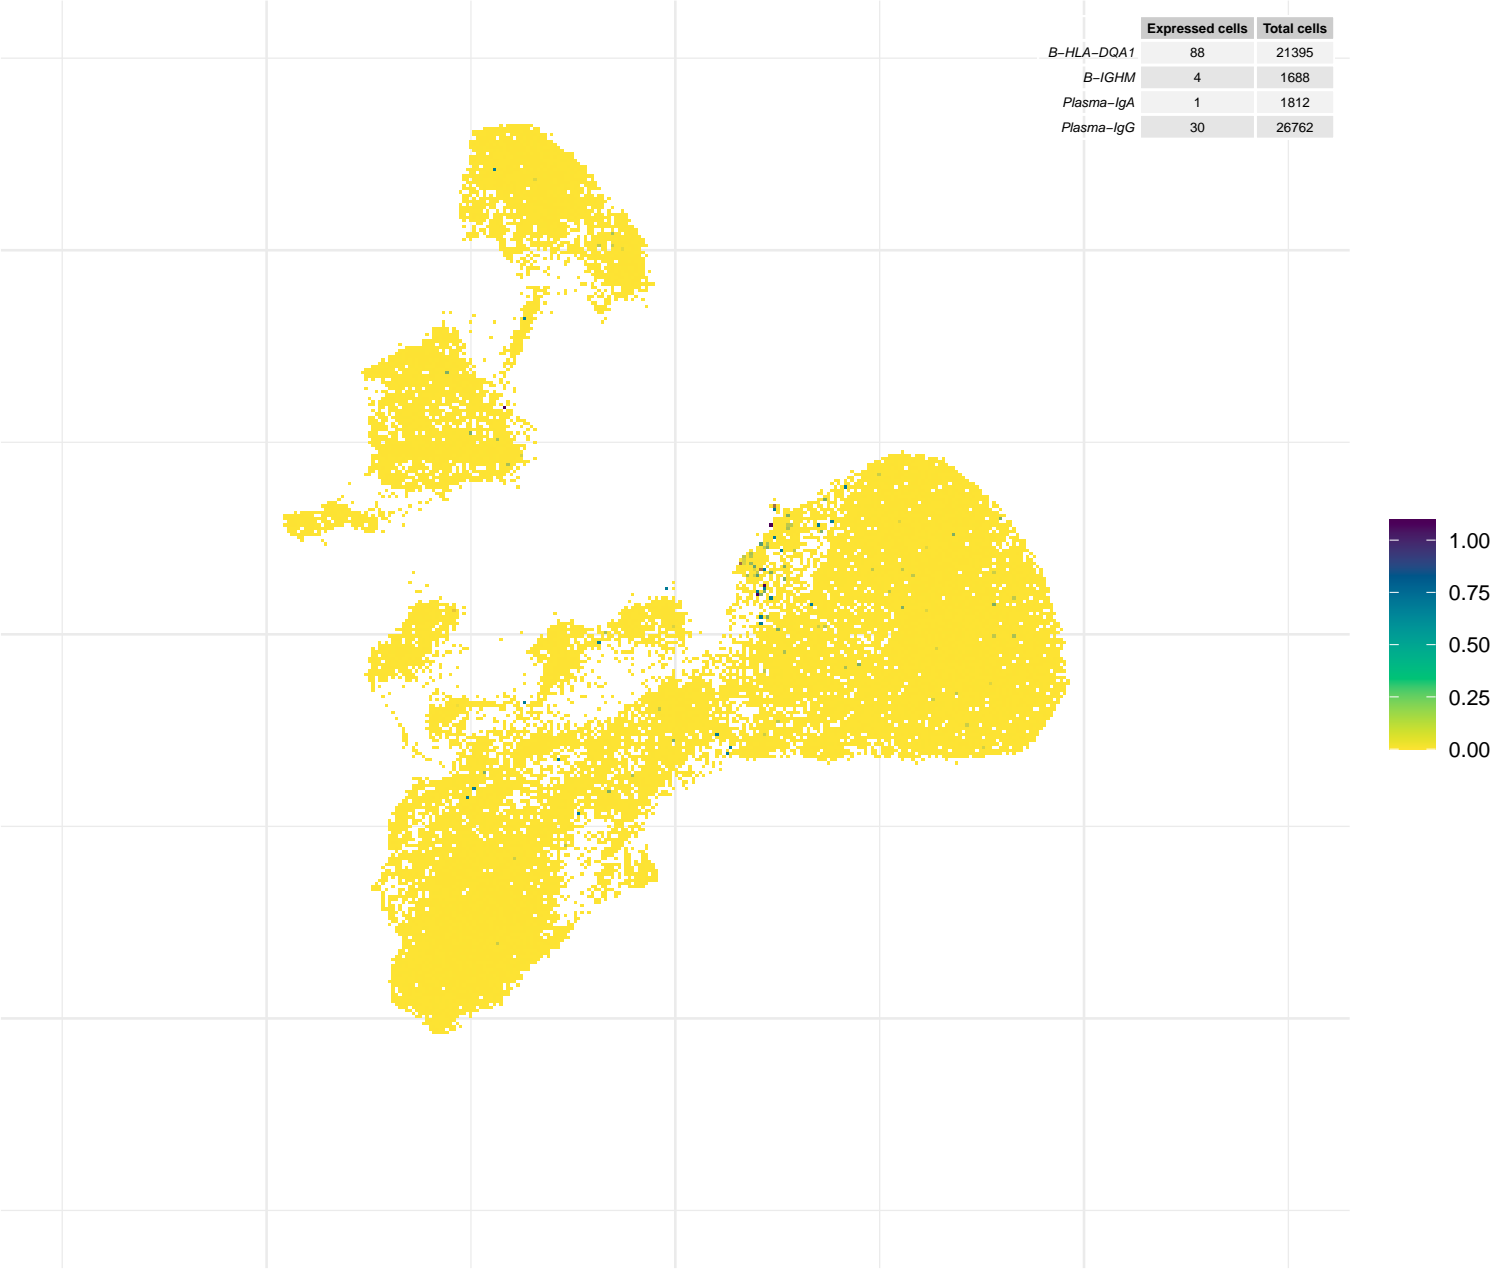 Expressed cells Total cells
B−HLA−DQA1 88 21395
B−IGHM 4 1688
Plasma−IgA 1 1812
Plasma−IgG 30 26762
1.00
0.75
0.50
0.25
0.00